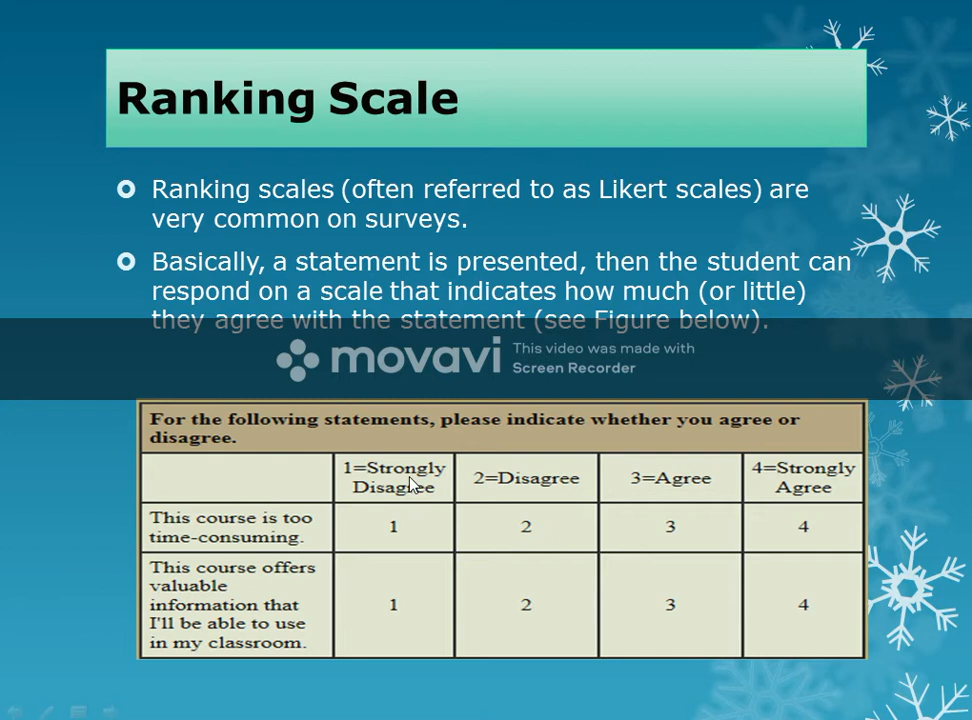 Ranking Scale
Ranking scales (often referred to as Likert scales) are
very common on surveys.
Basically, a statement is presented, then the student can
respond on a scale that indicates how much (or little)
they agree with the statement (see Figure below).
movavi
This video was made with
Screen Recorder
For the following statements, please indicate whether you agree or
disagree.
1=Strongly
Disagree
2=Disagree
3=Agree
4=Strongly
Agree
This course is too
time-consuming.
1
2
3
4
This course offers
valuable
information that
I'll be able to use
in my classroom.
1
2
3
4